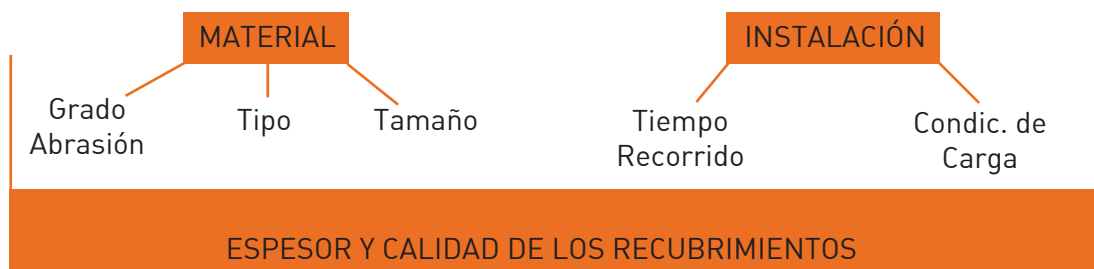 MATERIAL
INSTALACIÓN
Grado
Abrasión
Tipo
Tamaño
Tiempo
Recorrido
Condic. de
Carga
ESPESOR Y CALIDAD DE LOS RECUBRIMIENTOS